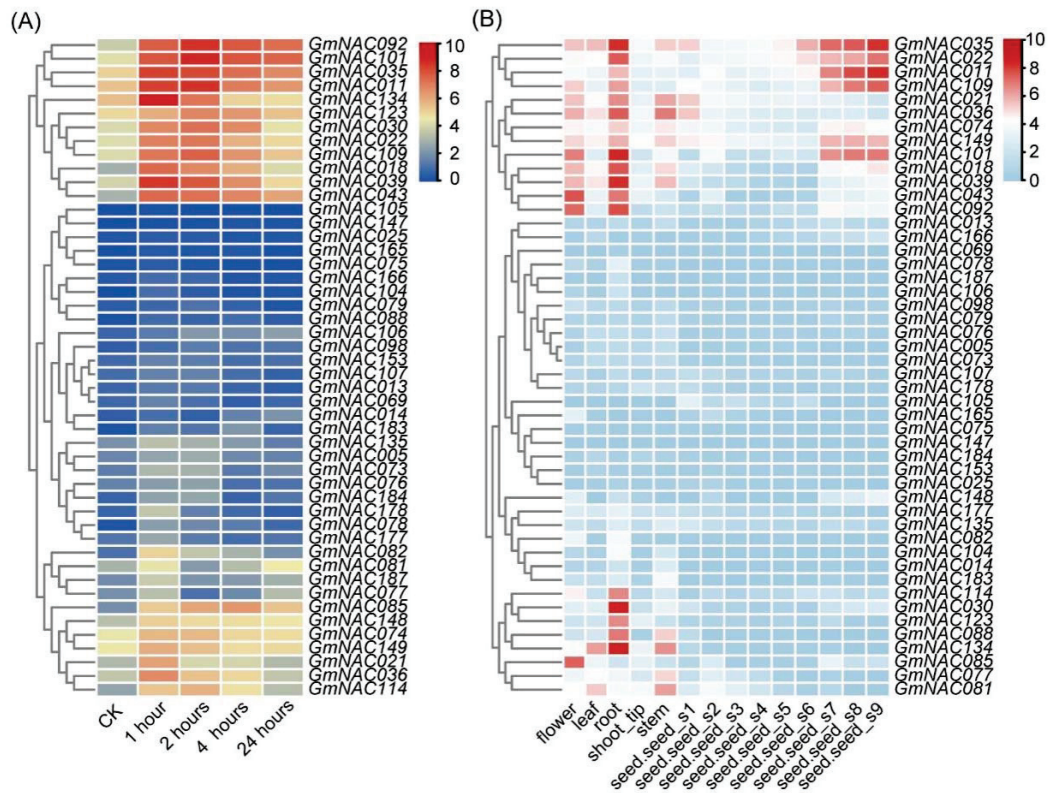 (A)
GmNAC092
GmNAC101
GmNAC035
GmNAC011
GmNAC134
GmNAC123
GmNAC030
GmNAC022
GmNAC109
GmNAC018
GmNAC039
GmNAC043
GmNAC105
GmNAC147
GmNAC025
GmNAC165
GmNAC075
GmNAC166
GmNAC104
GmNAC079
GmNAC088
GmNAC106
GmNAC098
GmNAC153
GmNAC107
GmNAC013
GmNAC069
GmNAC014
GmNAC183
GmNAC135
GmNAC005
GmNAC073
GmNAC076
GmNAC184
GmNAC178
GmNAC078
GmNAC177
GmNAC082
GmNAC081
GmNAC187
GmNAC077
GmNAC085
GmNAC148
GmNAC074
GmNAC149
GmNAC021
GmNAC036
GmNAC114
CK
1 hour
2 hours
4 hours
24 hours
10
8
6
4
2
0
(B)
GmNAC035
GmNAC022
GmNAC011
GmNAC109
GmNAC021
GmNAC036
GmNAC074
GmNAC149
GmNAC101
GmNAC018
GmNAC039
GmNAC043
GmNAC092
GmNAC013
GmNAC166
GmNAC069
GmNAC078
GmNAC187
GmNAC106
GmNAC098
GmNAC079
GmNAC076
GmNAC005
GmNAC073
GmNAC107
GmNAC178
GmNAC105
GmNAC165
GmNAC075
GmNAC147
GmNAC184
GmNAC153
GmNAC025
GmNAC148
GmNAC177
GmNAC135
GmNAC082
GmNAC104
GmNAC014
GmNAC183
GmNAC114
GmNAC030
GmNAC123
GmNAC088
GmNAC134
GmNAC085
GmNAC077
GmNAC081
flower
leaf
root
shoot_tip
stem
seed.seed_s1
seed.seed_s2
seed.seed_s3
seed.seed_s4
seed.seed_s5
seed.seed_s6
seed.seed_s7
seed.seed_s8
seed.seed_s9
10
8
6
4
2
0